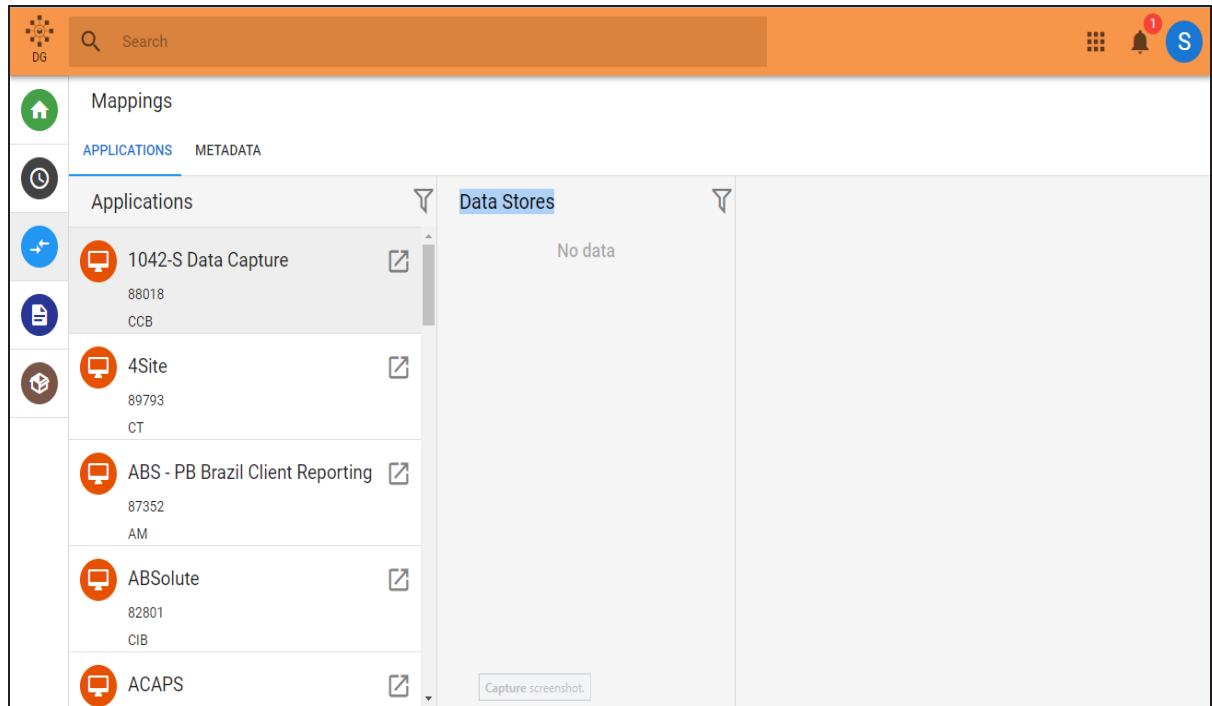 DG
Search
1
S
Mappings
APPLICATIONS METADATA
Applications
Data Stores
No data
1042-S Data Capture
88018
CCB
4Site
89793
CT
ABS - PB Brazil Client Reporting
87352
AM
ABSolute
82801
CIB
ACAPS
Capture screenshot.